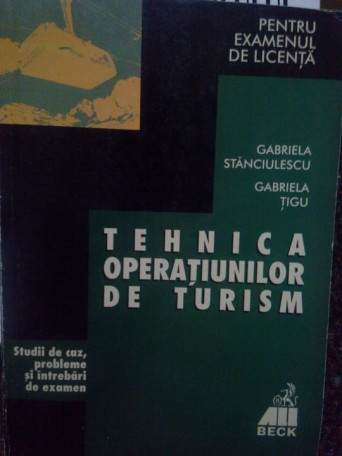 PENTRU
EXAMENUL
DE LICENȚĂ
GABRIELA
STĂNCIULESCU
GABRIELA
ȚIGU
TEHNICA
OPERAȚIUNILOR
DE TURISM
Studii de caz,
probleme
și întrebări
de examen
ALL
BECK